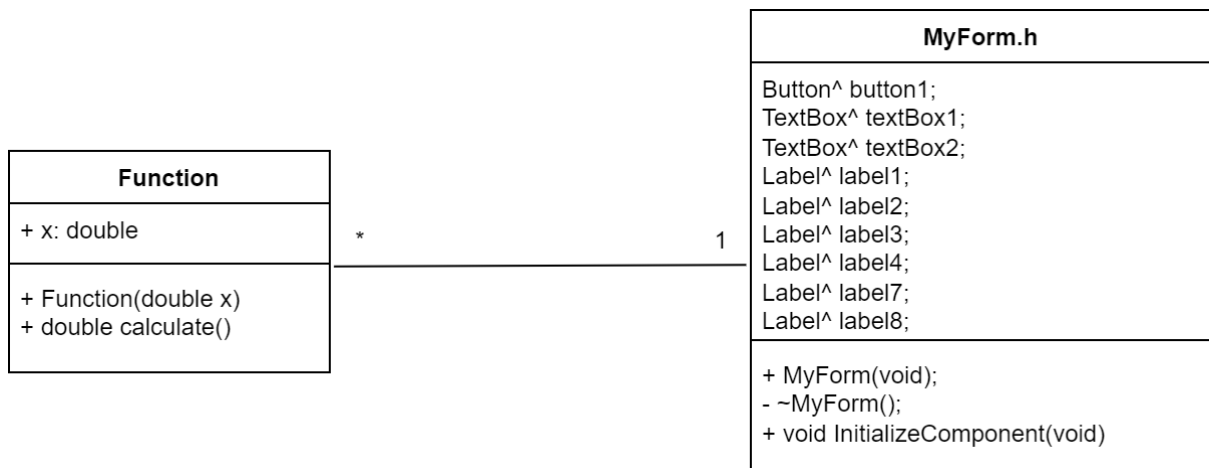 Function
+ x: double
+ Function(double x)
+ double calculate()
*
1
MyForm.h
Button^ button1;
TextBox^ textBox1;
TextBox^ textBox2;
Label^ label1;
Label^ label2;
Label^ label3;
Label^ label4;
Label^ label7;
Label^ label8;
+ MyForm(void);
- ~MyForm();
+ void InitializeComponent(void)